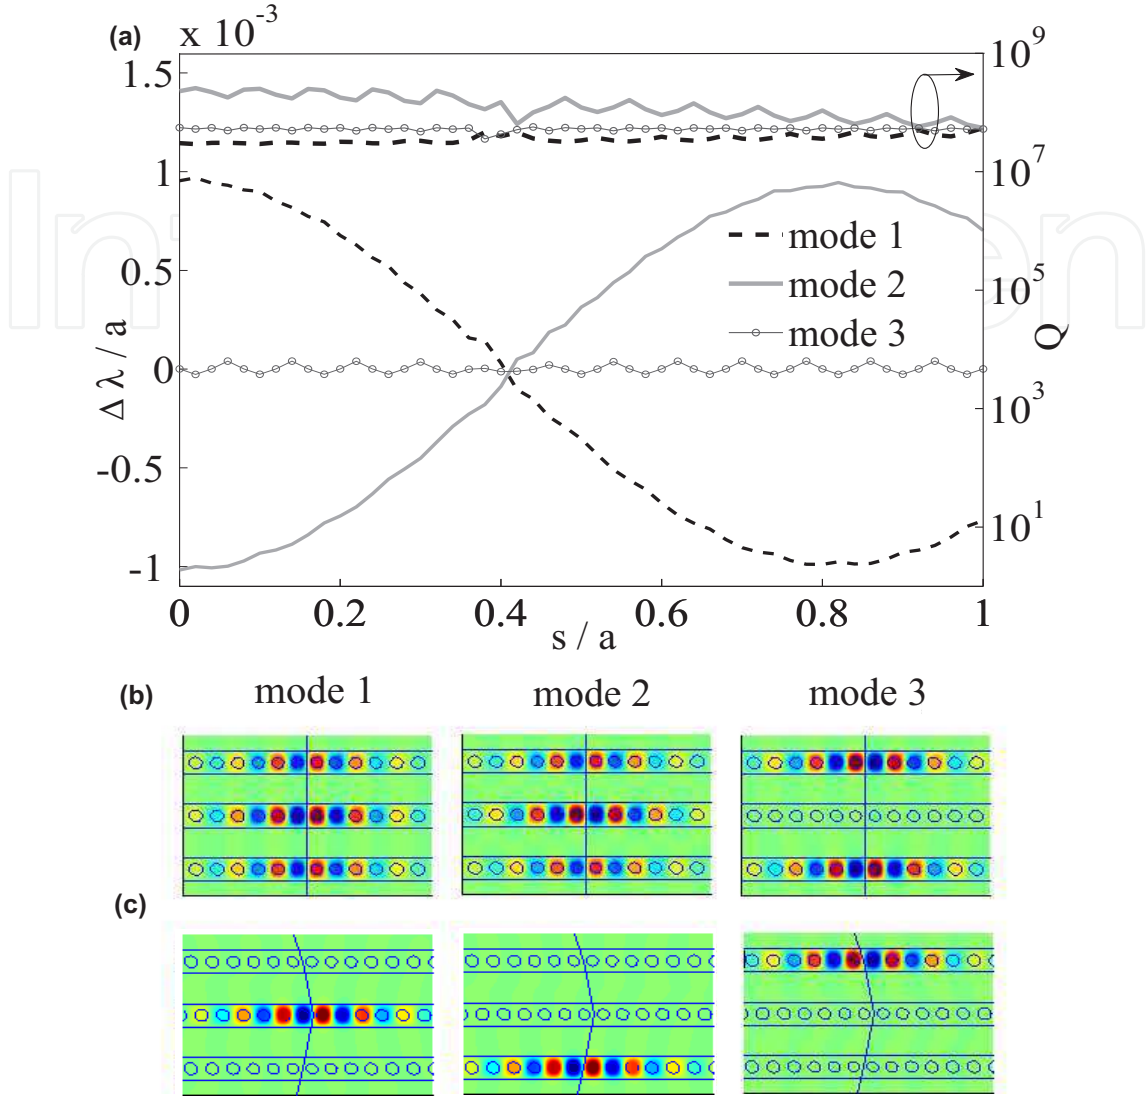 (a)
x 10^-3
1.5
1
0.5
0
-0.5
-1
Δ λ / a
10^9
10^7
10^5
10^3
10^1
Q
mode 1
mode 2
mode 3
0
0.2
0.4
0.6
0.8
1
s / a
(b)
mode 1
mode 2
mode 3
(c)